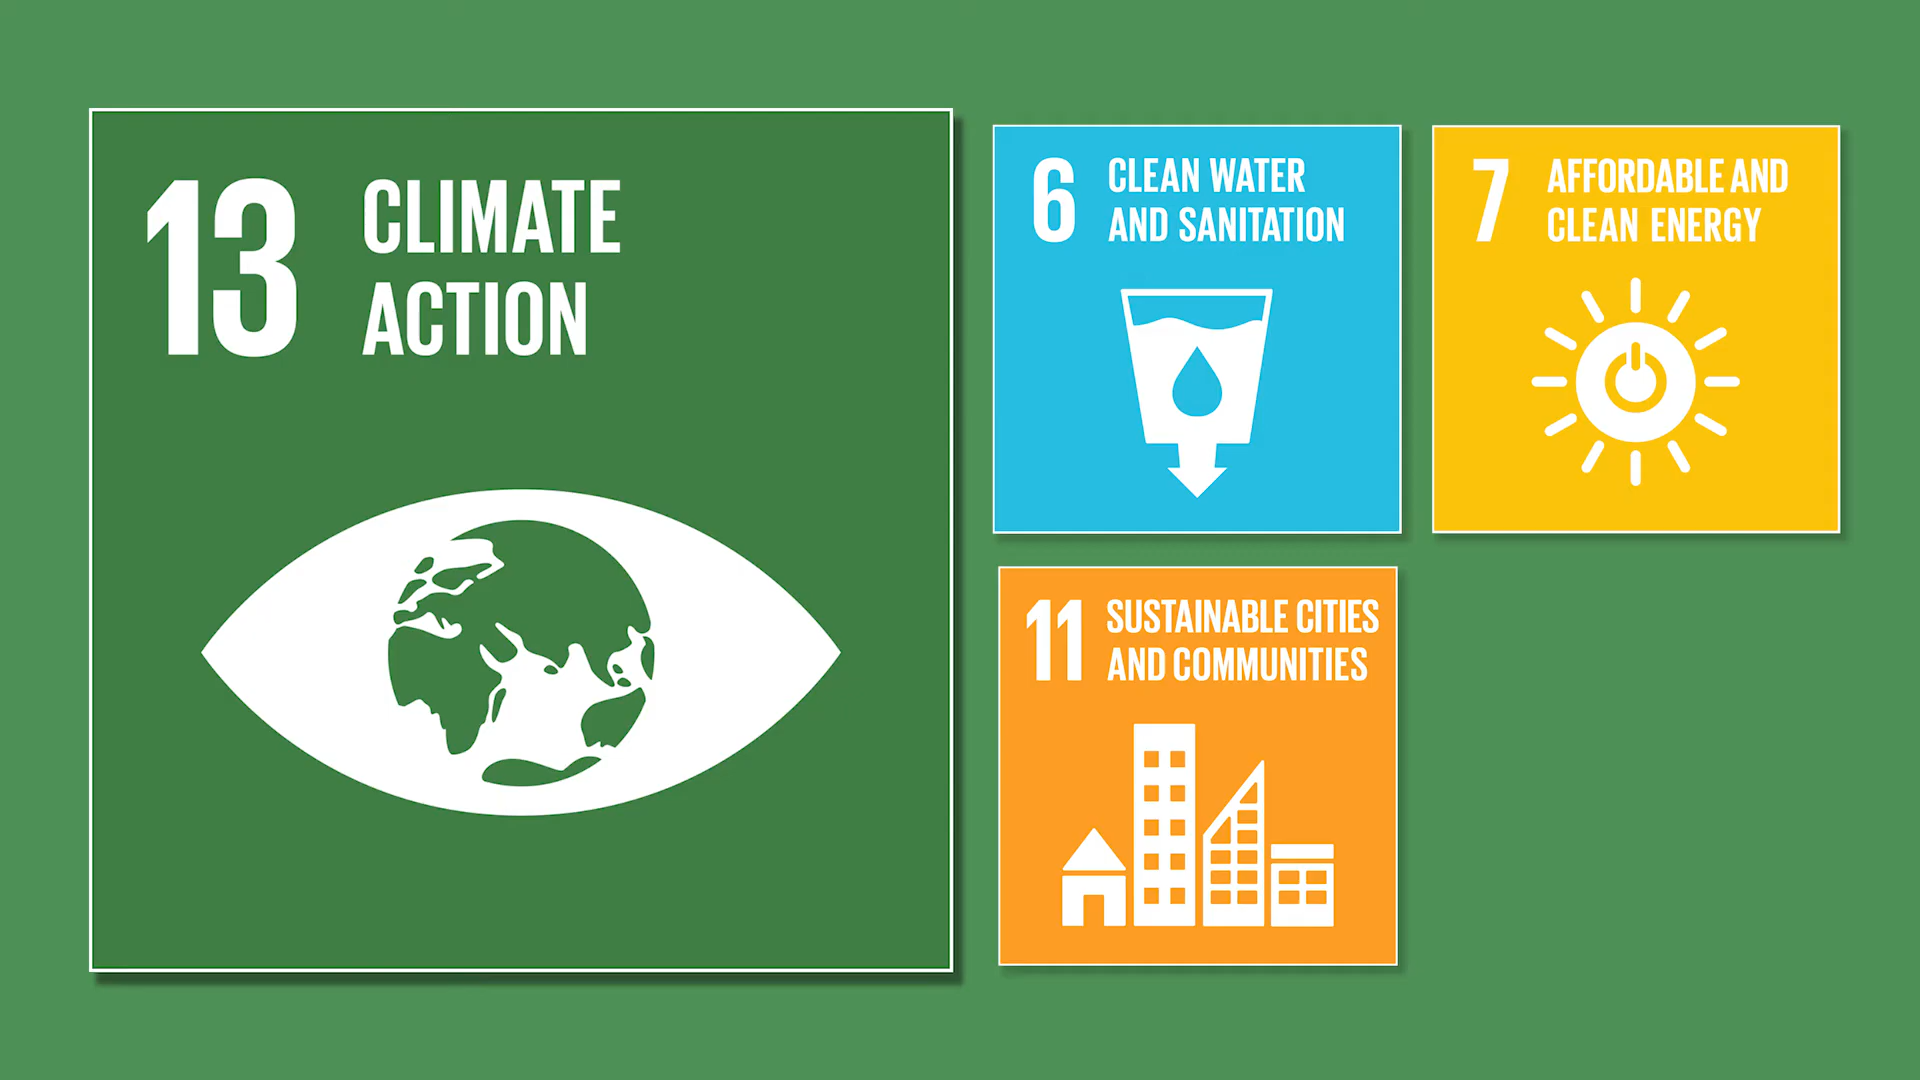 13 CLIMATE
ACTION
6 CLEAN WATER
AND SANITATION
7 AFFORDABLE AND
CLEAN ENERGY
11 SUSTAINABLE CITIES
AND COMMUNITIES